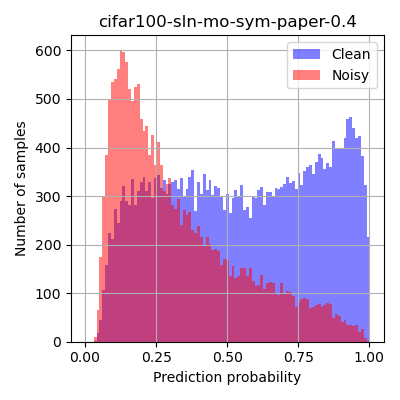 cifar100-sln-mo-sym-paper-0.4
Clean
Noisy
Number of samples
600
500
400
300
200
100
0
0.00 0.25 0.50 0.75 1.00
Prediction probability